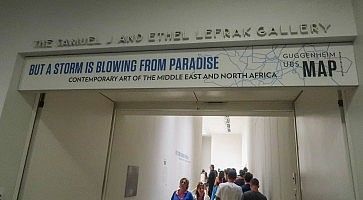 THE SAMUEL J AND ETHEL LEFRAK GALLERY
BUT A STORM IS BLOWING FROM PARADISE
CONTEMPORARY ART OF THE MIDDLE EAST AND NORTH AFRICA
GUGGENHEIM
UBS MAP